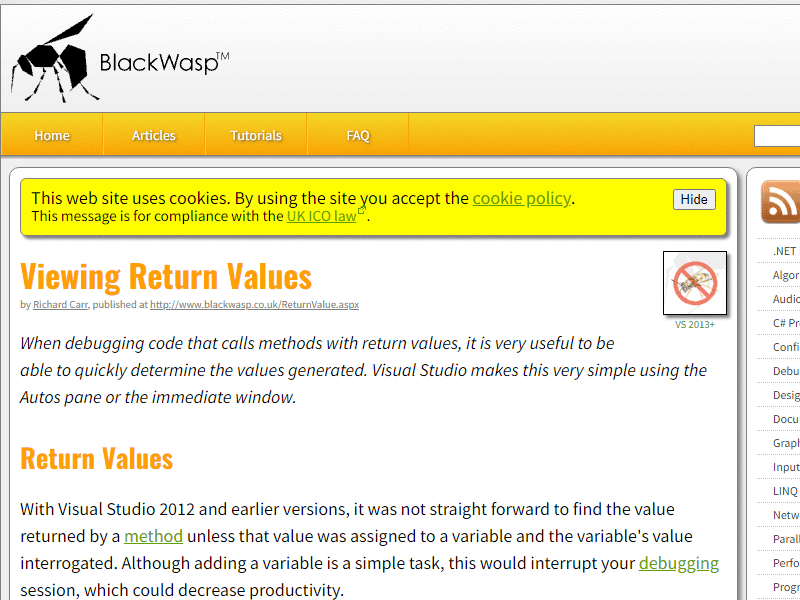 BlackWasp™
Home
Articles
Tutorials
FAQ
This web site uses cookies. By using the site you accept the cookie policy.
This message is for compliance with the UK ICO law.
Hide
Viewing Return Values
by Richard Carr, published at http://www.blackwasp.co.uk/ReturnValue.aspx
VS 2013+
When debugging code that calls methods with return values, it is very useful to be
able to quickly determine the values generated. Visual Studio makes this very simple using the
Autos pane or the immediate window.
Return Values
With Visual Studio 2012 and earlier versions, it was not straight forward to find the value
returned by a method unless that value was assigned to a variable and the variable's value
interrogated. Although adding a variable is a simple task, this would interrupt your debugging
session, which could decrease productivity.
.NET
Algor
Audio
C# Pr
Confi
Debu
Desig
Docu
Graph
Input
LINQ
Netw
Parall
Perfo
Progr